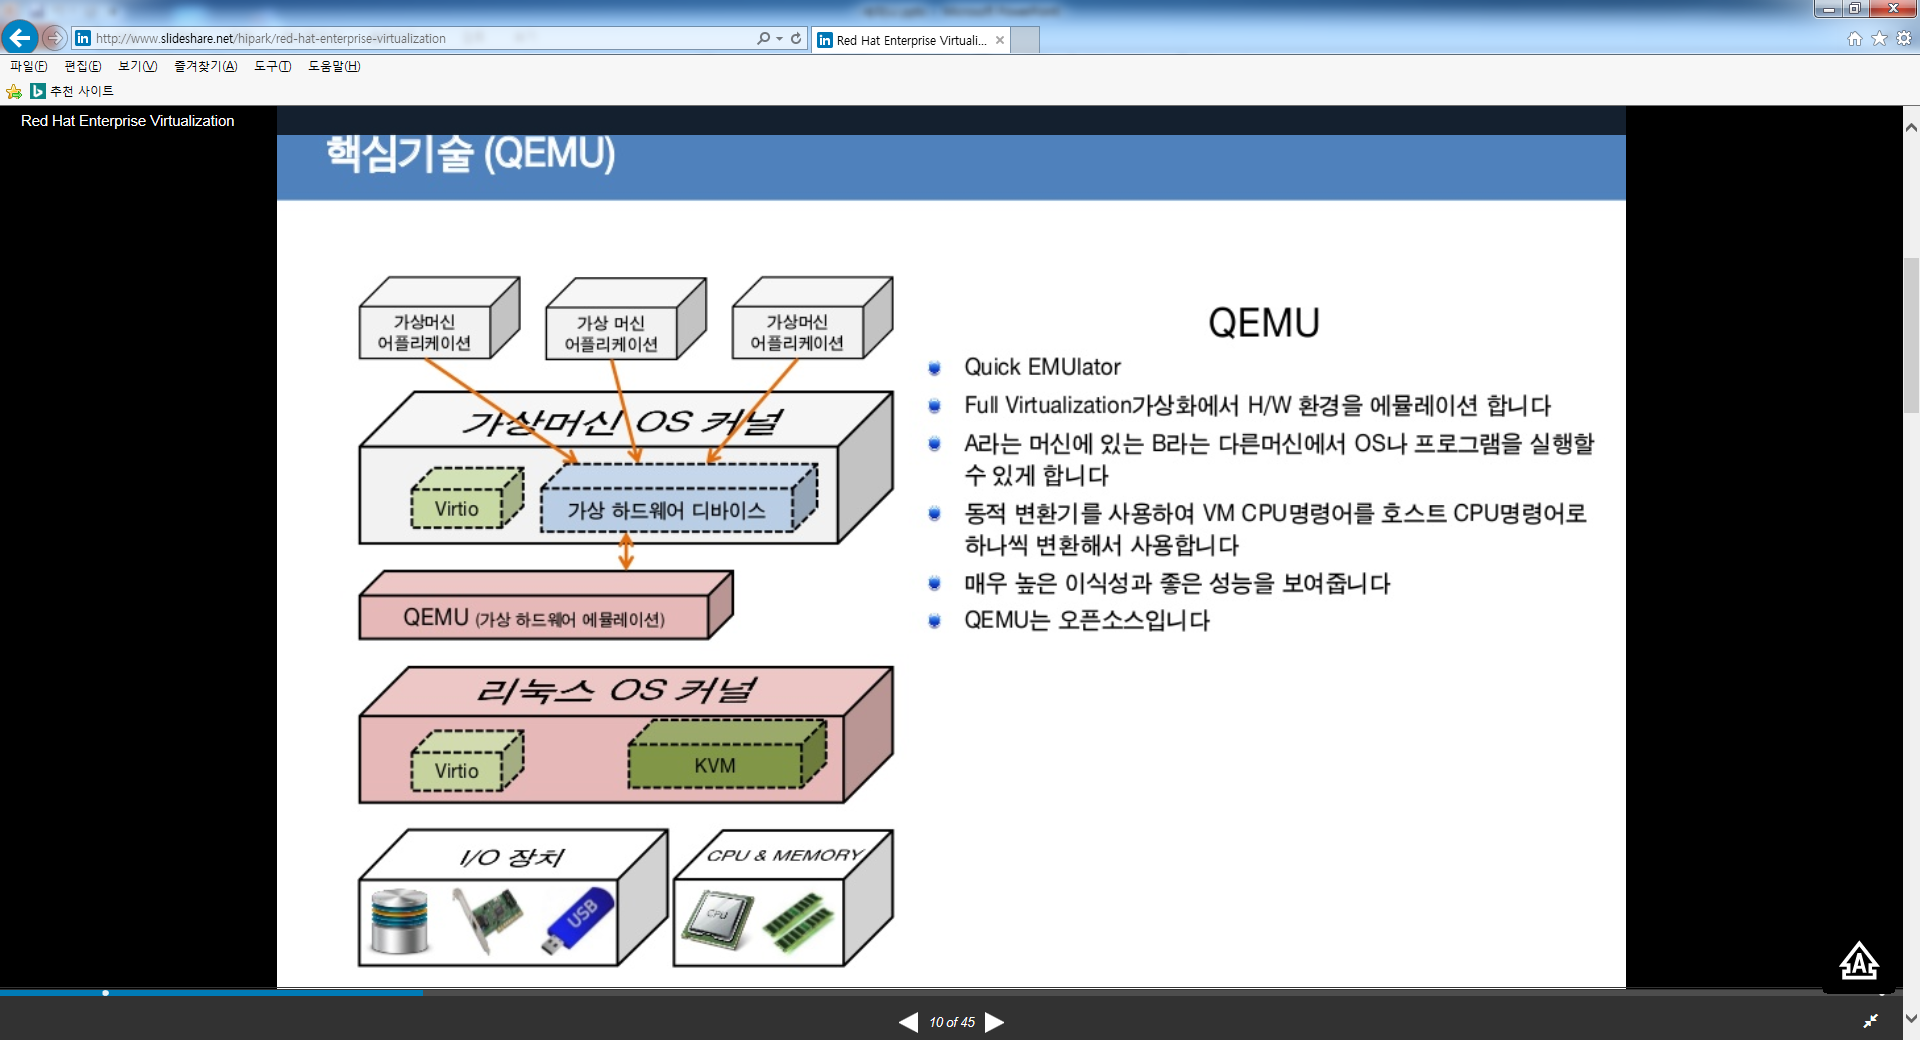 http://www.slideshare.net/hipark/red-hat-enterprise-virtualization
Red Hat Enterprise Virtuali...
파일(F) 편집(E) 보기(V) 즐겨찾기(A) 도구(T) 도움말(H)
추천 사이트
Red Hat Enterprise Virtualization
핵심기술 (QEMU)
가상머신
어플리케이션
가상 머신
어플리케이션
가상머신
어플리케이션
가상머신 OS 커널
Virtio
가상 하드웨어 디바이스
QEMU (가상 하드웨어 에뮬레이션)
리눅스 OS 커널
Virtio
KVM
I/O 장치
USB
CPU & MEMORY
CPU
QEMU
Quick EMUlator
Full Virtualization가상화에서 H/W 환경을 에뮬레이션 합니다
A라는 머신에 있는 B라는 다른머신에서 OS나 프로그램을 실행할
수 있게 합니다
동적 변환기를 사용하여 VM CPU명령어를 호스트 CPU명령어로
하나씩 변환해서 사용합니다
매우 높은 이식성과 좋은 성능을 보여줍니다
QEMU는 오픈소스입니다
A
10 of 45